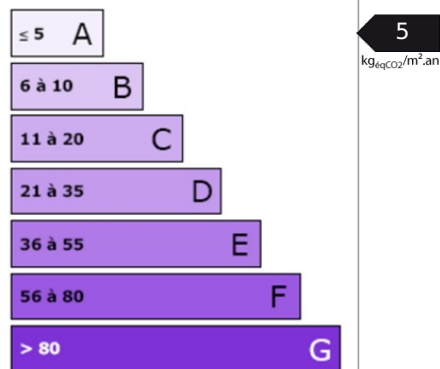 ≤ 5 A
5
kgéqCO2/m².an
6 à 10 B
11 à 20 C
21 à 35 D
36 à 55 E
56 à 80 F
> 80 G